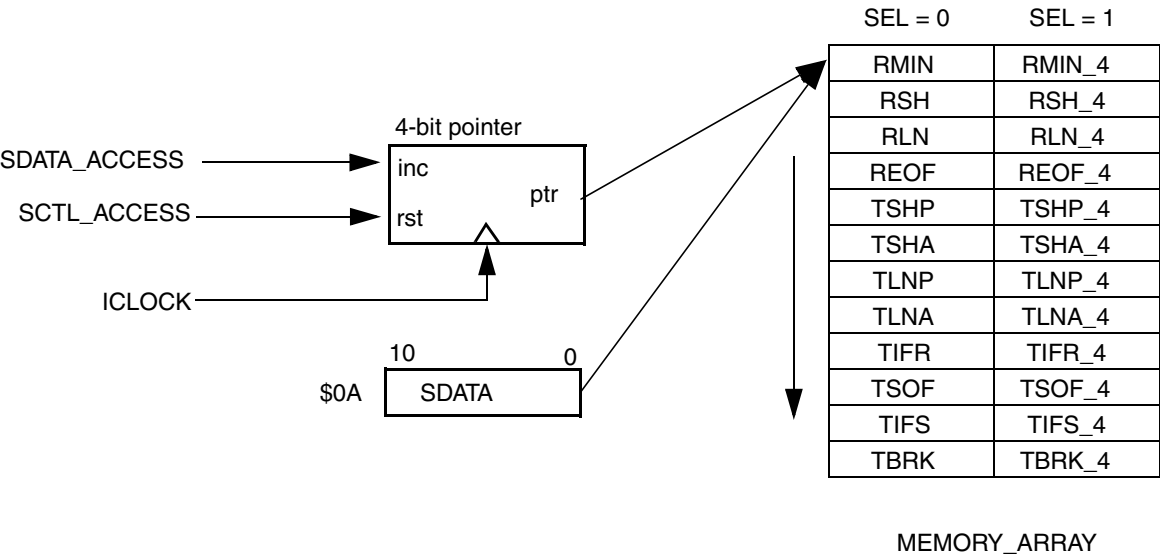 SEL = 0 SEL = 1
RMIN RMIN_4
RSH RSH_4
RLN RLN_4
REOF REOF_4
TSHP TSHP_4
TSHA TSHA_4
TLNP TLNP_4
TLNA TLNA_4
TIFR TIFR_4
TSOF TSOF_4
TIFS TIFS_4
TBRK TBRK_4
MEMORY_ARRAY
4-bit pointer
SDATA_ACCESS
inc
ptr
SCTL_ACCESS
rst
ICLOCK
10 0
$0A SDATA